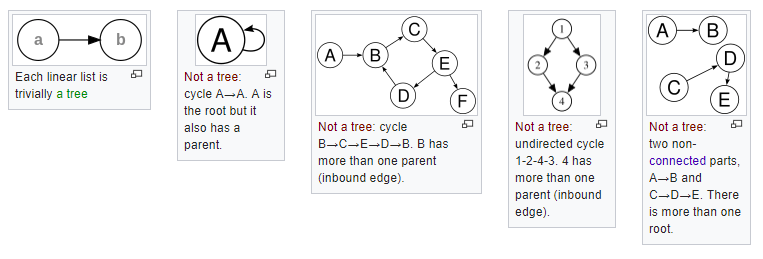 a b
Each linear list is
trivially a tree
A
Not a tree:
cycle A→A. A is
the root but it
also has a
parent.
A B C E D F
Not a tree: cycle
B→C→E→D→B. B has
more than one parent
(inbound edge).
1
2 3
4
Not a tree:
undirected cycle
1-2-4-3. 4 has
more than one
parent (inbound
edge).
A B
C D
E
Not a tree:
two non-
connected parts,
A→B and
C→D→E. There
is more than one
root.